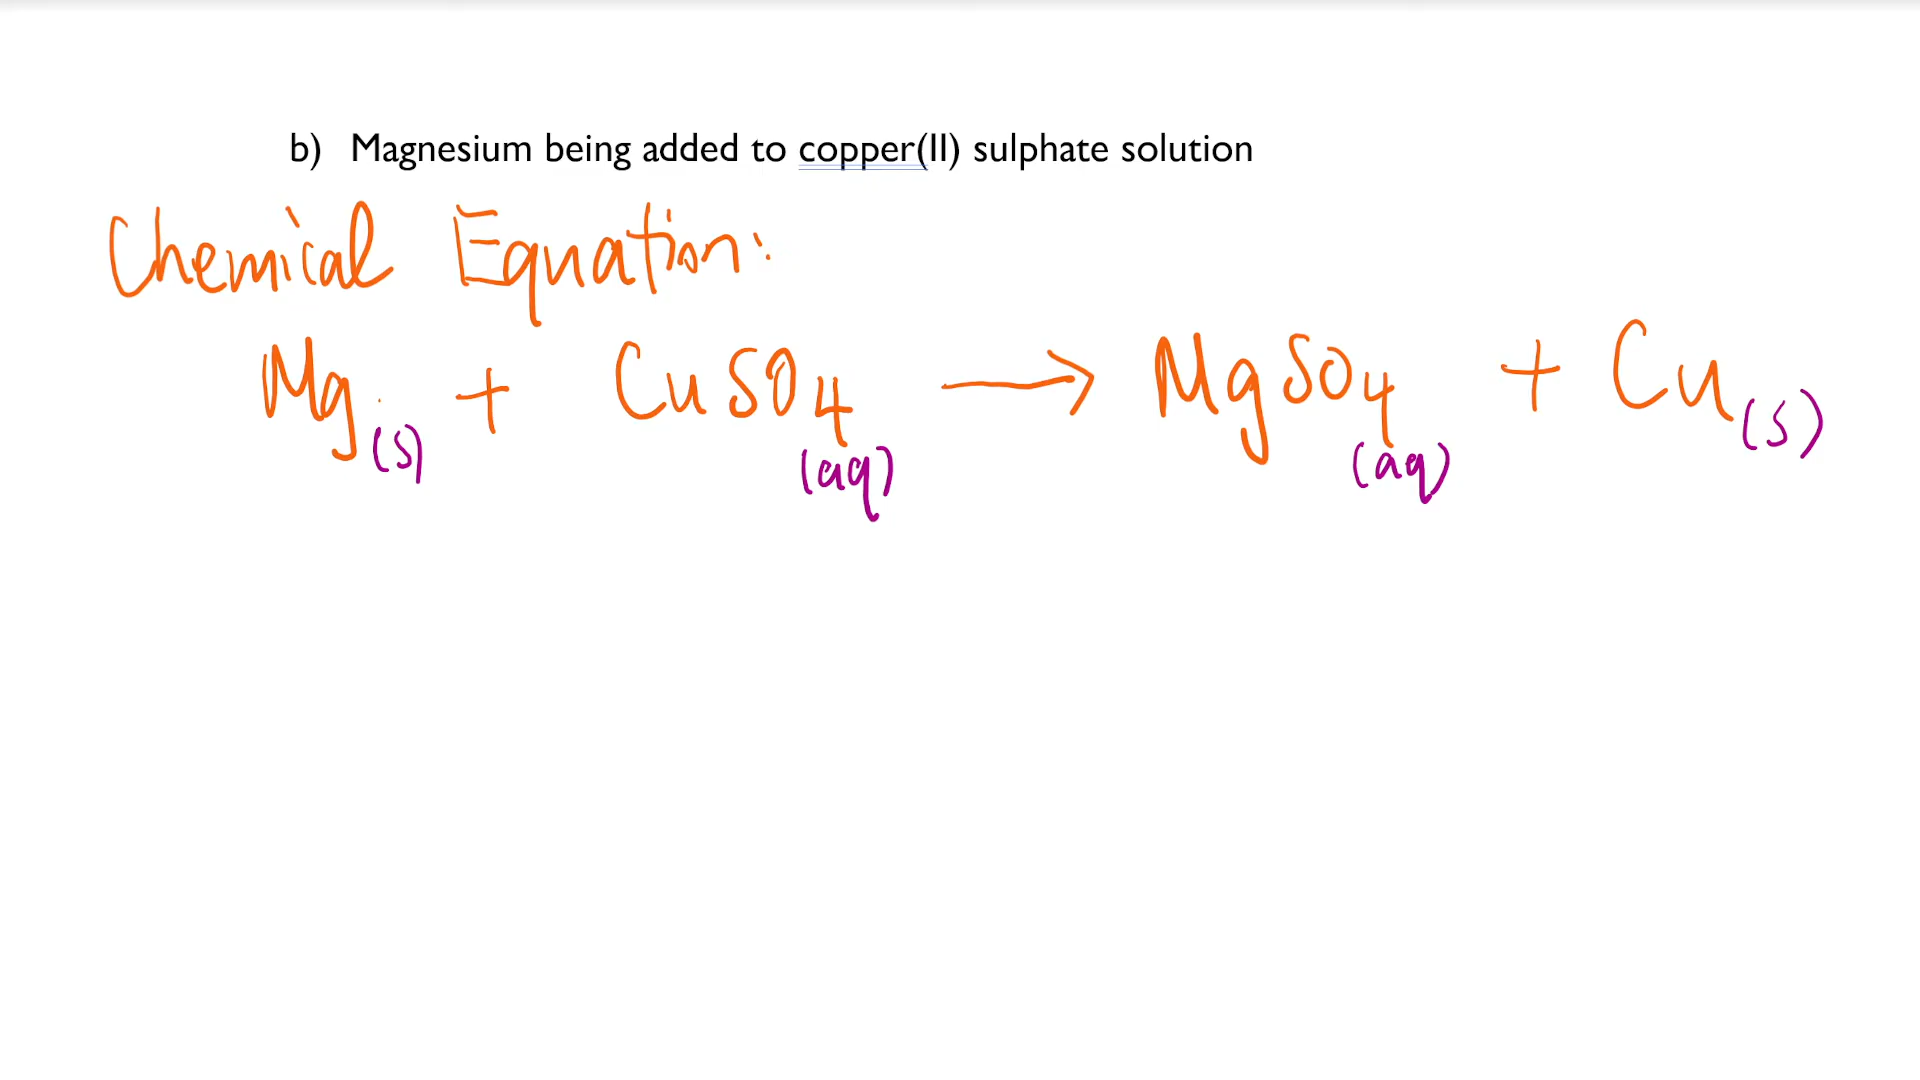 b) Magnesium being added to copper(II) sulphate solution
Chemical Equation:
Mg(s) + CuSO4(aq) → MgSO4(aq) + Cu(s)